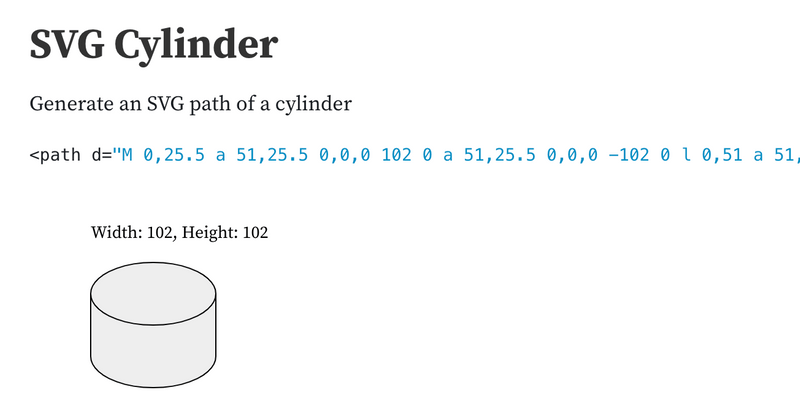 SVG Cylinder
Generate an SVG path of a cylinder
<path d="M 0,25.5 a 51,25.5 0,0,0 102 0 a 51,25.5 0,0,0 −102 0 l 0,51 a 51,
Width: 102, Height: 102